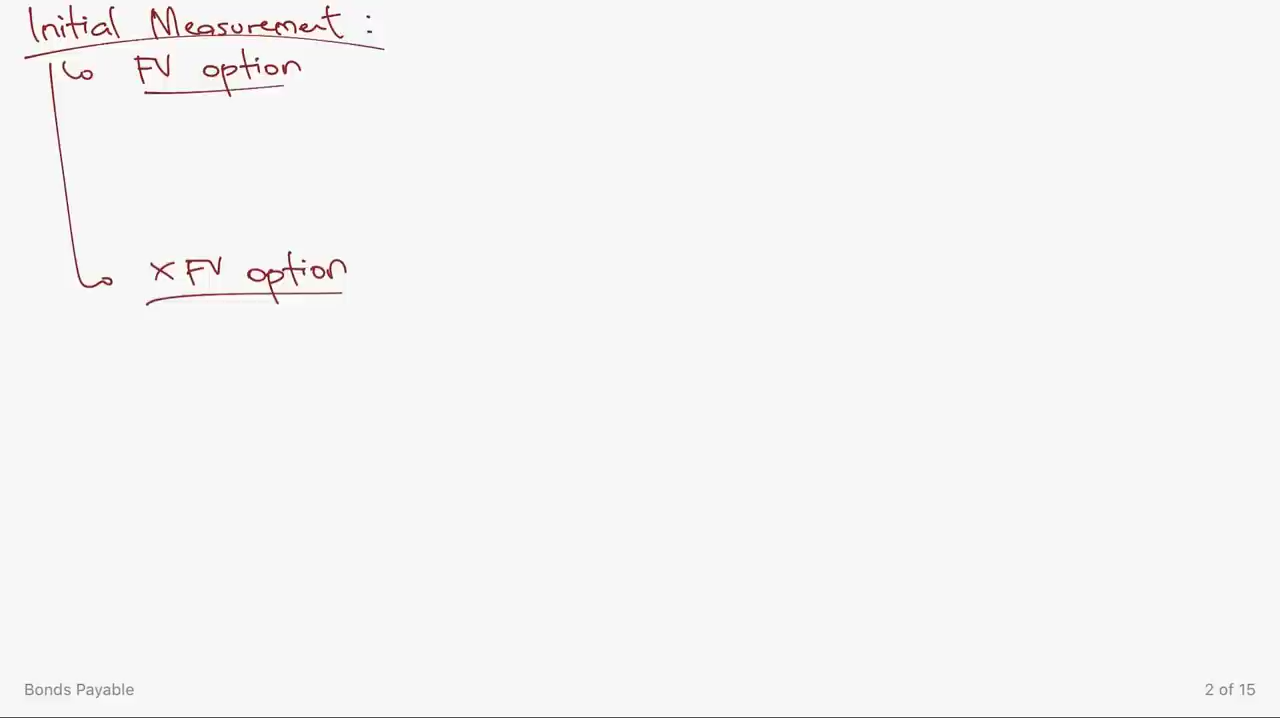 Initial Measurement :
FV option
X FV option
Bonds Payable
2 of 15